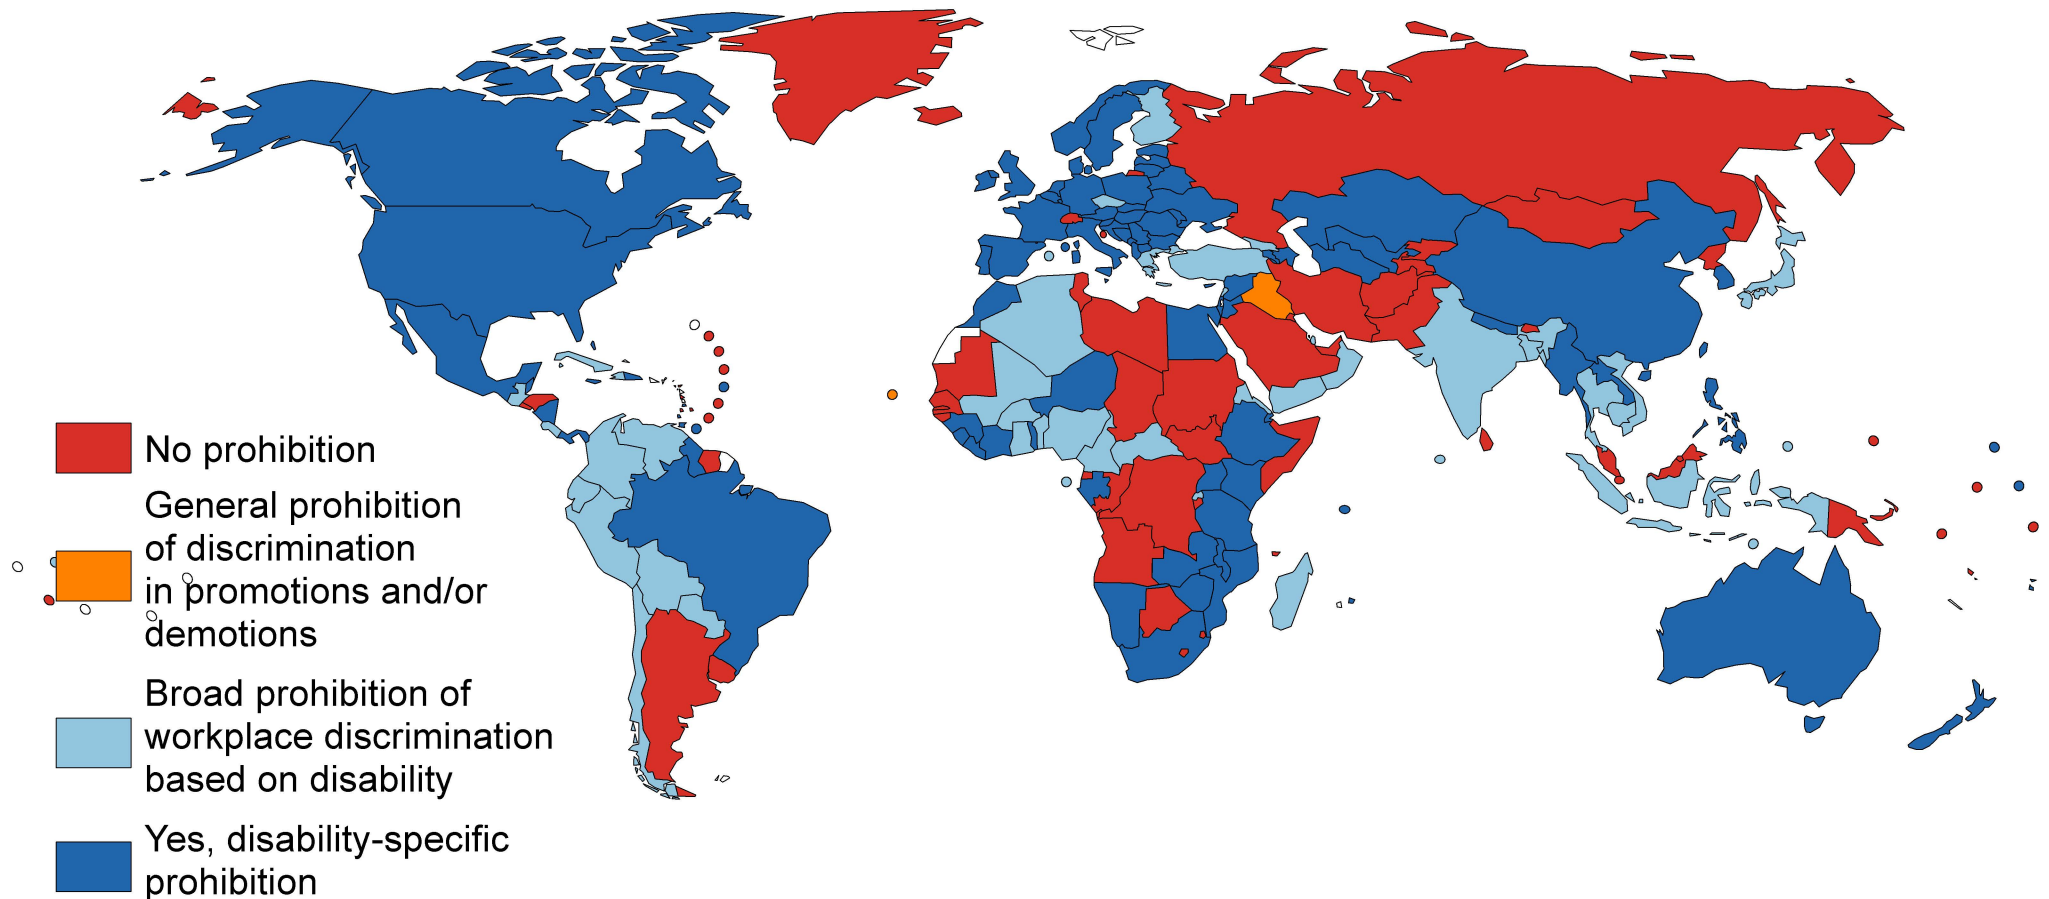 No prohibition
General prohibition
of discrimination
in promotions and/or
demotions
Broad prohibition of
workplace discrimination
based on disability
Yes, disability-specific
prohibition